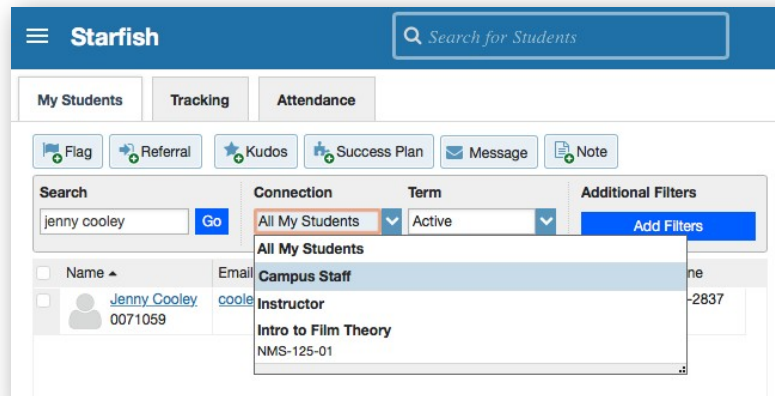 Starfish
Search for Students
My Students Tracking Attendance
Flag Referral Kudos Success Plan Message Note
Search Connection Term Additional Filters
jenny cooley Go All My Students Active Add Filters
All My Students
Name Email ne
Campus Staff
Jenny Cooley coole -2837
Instructor
0071059
Intro to Film Theory
NMS-125-01